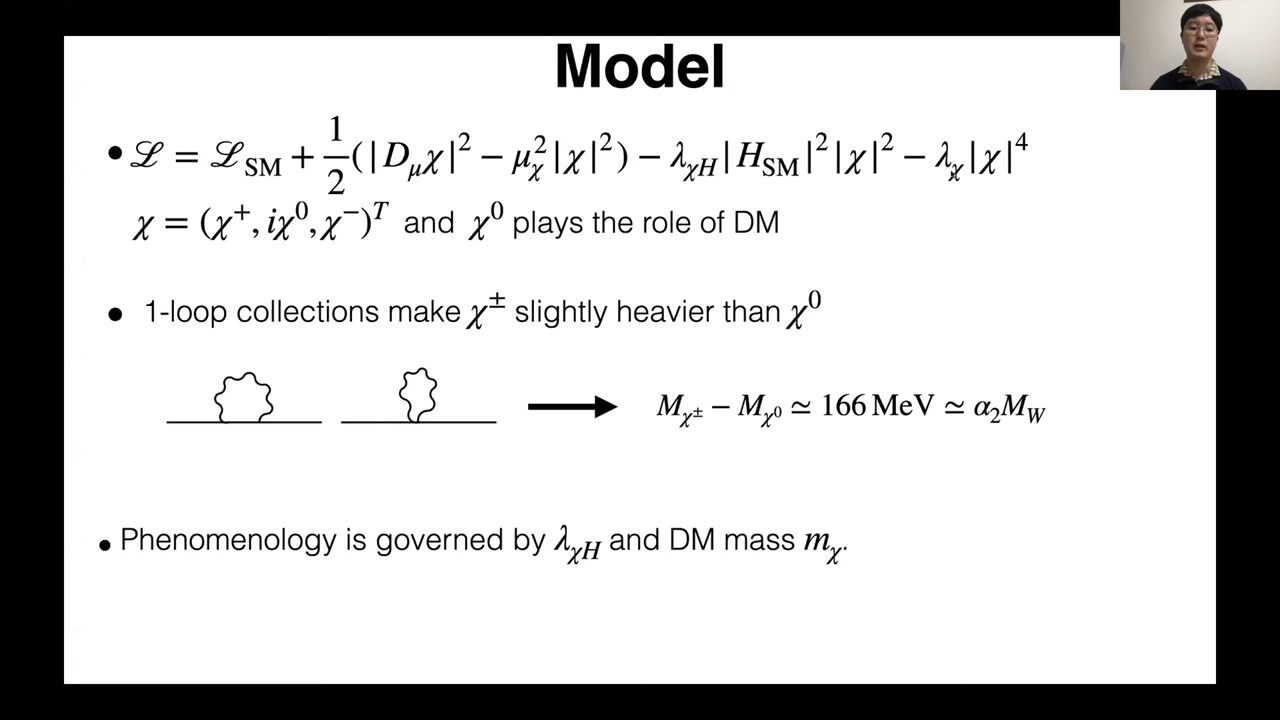 Model
• ℒ = ℒ_SM + 1/2 (|D_μχ|² − μ_χ²|χ|²) − λ_χH|H_SM|²|χ|² − λ_χ|χ|⁴
χ = (χ⁺, iχ⁰, χ⁻)ᵀ and χ⁰ plays the role of DM
• 1-loop collections make χ^± slightly heavier than χ⁰
M_χ^± − M_χ⁰ ≃ 166 MeV ≃ α₂M_W
• Phenomenology is governed by λ_χH and DM mass m_χ.